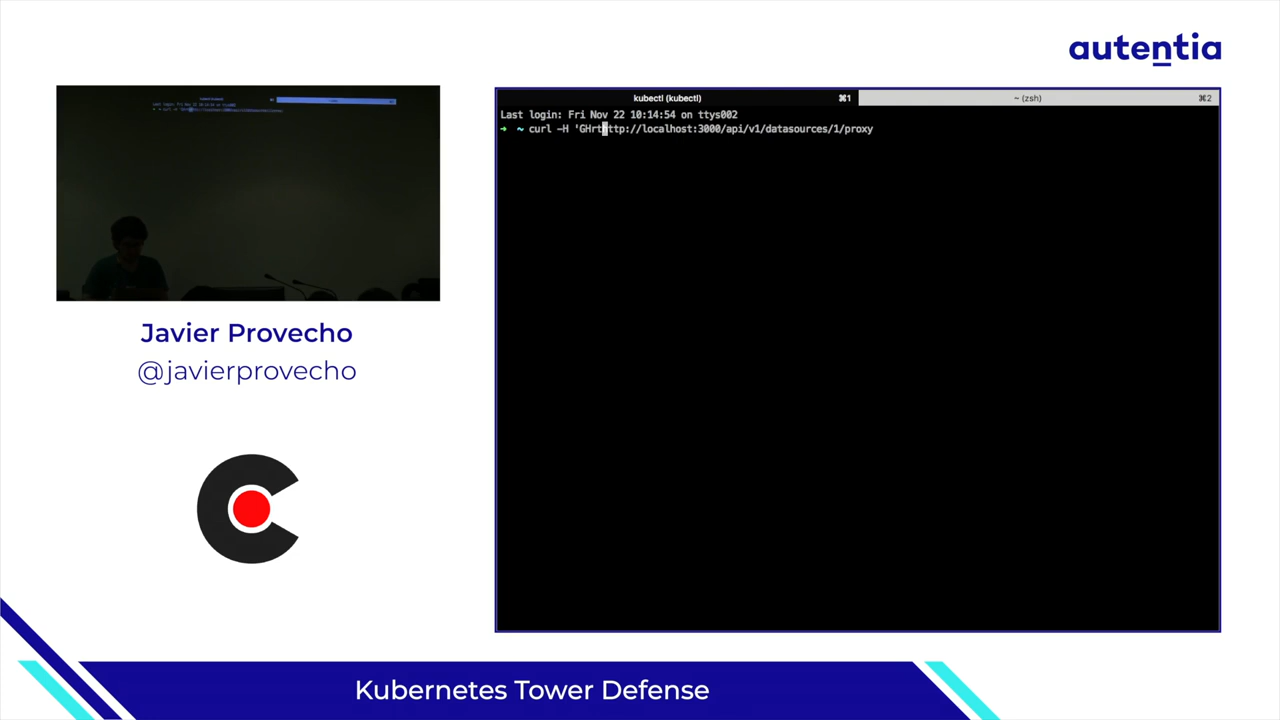 autentia
kubectl (kubectl) ⌘1 ~ (zsh) ⌘2
Last login: Fri Nov 22 10:14:54 on ttys002
➜ ~ curl -H 'GHrthttp://localhost:3000/api/v1/datasources/1/proxy
Javier Provecho
@javierprovecho
Kubernetes Tower Defense